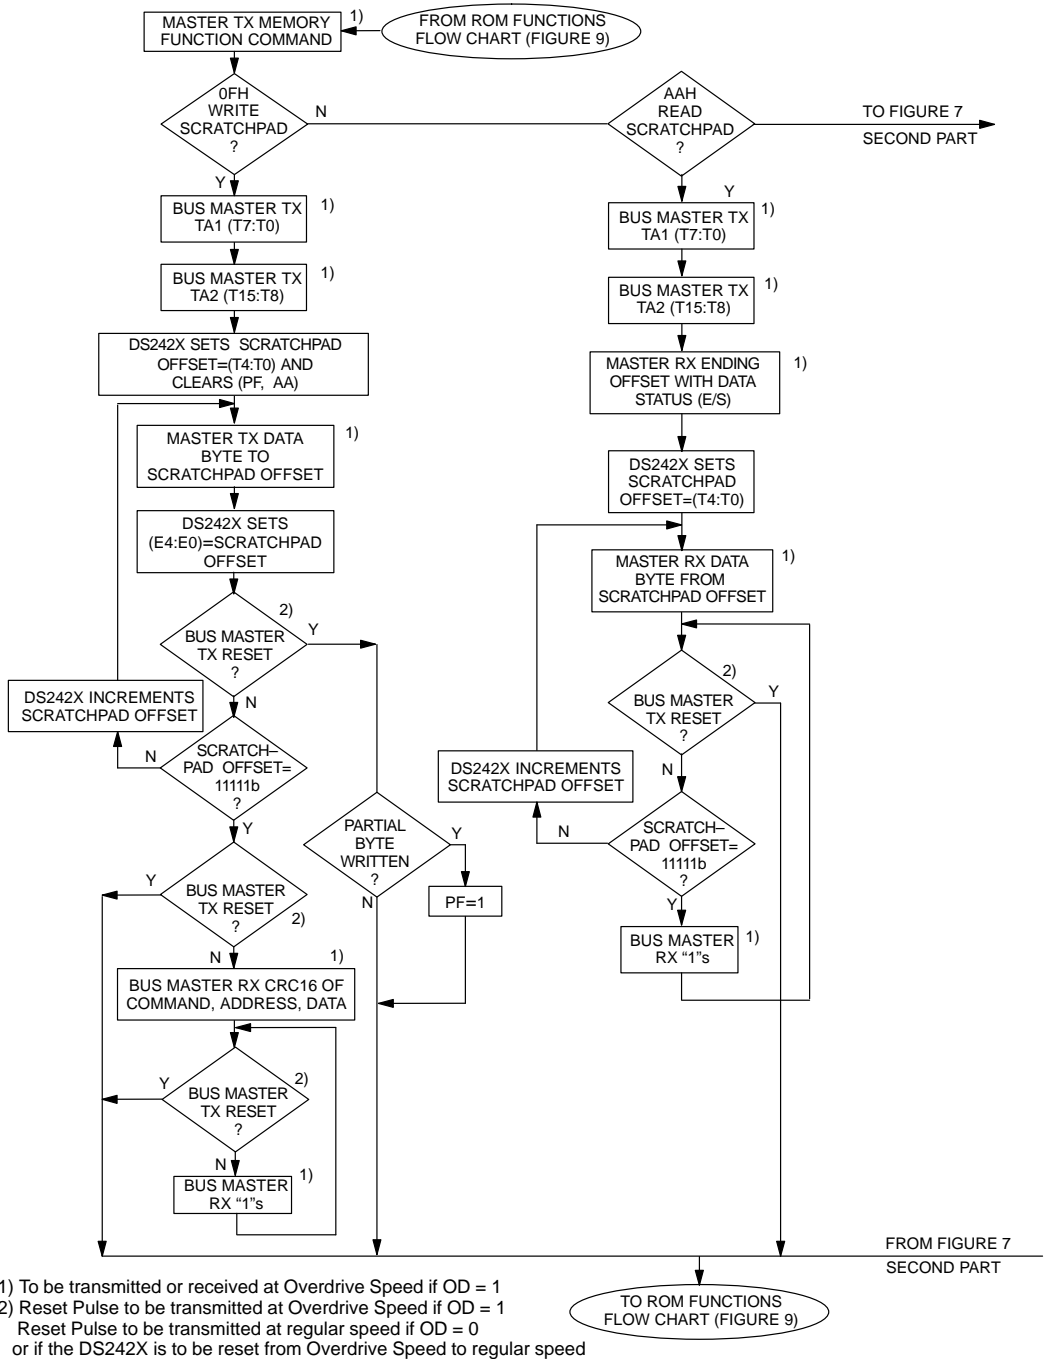 MASTER TX MEMORY
FUNCTION COMMAND
1)
FROM ROM FUNCTIONS
FLOW CHART (FIGURE 9)
0FH
WRITE
SCRATCHPAD
?
N
Y
AAH
READ
SCRATCHPAD
?
Y
TO FIGURE 7
SECOND PART
BUS MASTER TX
TA1 (T7:T0)
1)
BUS MASTER TX
TA2 (T15:T8)
1)
DS242X SETS SCRATCHPAD
OFFSET=(T4:T0) AND
CLEARS (PF, AA)
MASTER TX DATA
BYTE TO
SCRATCHPAD OFFSET
1)
DS242X SETS
(E4:E0)=SCRATCHPAD
OFFSET
BUS MASTER
TX RESET
?
2)
Y
N
DS242X INCREMENTS
SCRATCHPAD OFFSET
SCRATCH–
PAD OFFSET=
11111b
?
N
Y
PARTIAL
BYTE
WRITTEN
?
Y
N
PF=1
BUS MASTER
TX RESET
?
2)
Y
N
BUS MASTER RX CRC16 OF
COMMAND, ADDRESS, DATA
1)
BUS MASTER
TX RESET
?
2)
Y
N
BUS MASTER
RX “1”s
1)
BUS MASTER TX
TA1 (T7:T0)
1)
BUS MASTER TX
TA2 (T15:T8)
1)
MASTER RX ENDING
OFFSET WITH DATA
STATUS (E/S)
1)
DS242X SETS
SCRATCHPAD
OFFSET=(T4:T0)
MASTER RX DATA
BYTE FROM
SCRATCHPAD OFFSET
1)
BUS MASTER
TX RESET
?
2)
Y
N
DS242X INCREMENTS
SCRATCHPAD OFFSET
SCRATCH–
PAD OFFSET=
11111b
?
N
Y
BUS MASTER
RX “1”s
1)
FROM FIGURE 7
SECOND PART
TO ROM FUNCTIONS
FLOW CHART (FIGURE 9)
1) To be transmitted or received at Overdrive Speed if OD = 1
2) Reset Pulse to be transmitted at Overdrive Speed if OD = 1
Reset Pulse to be transmitted at regular speed if OD = 0
or if the DS242X is to be reset from Overdrive Speed to regular speed